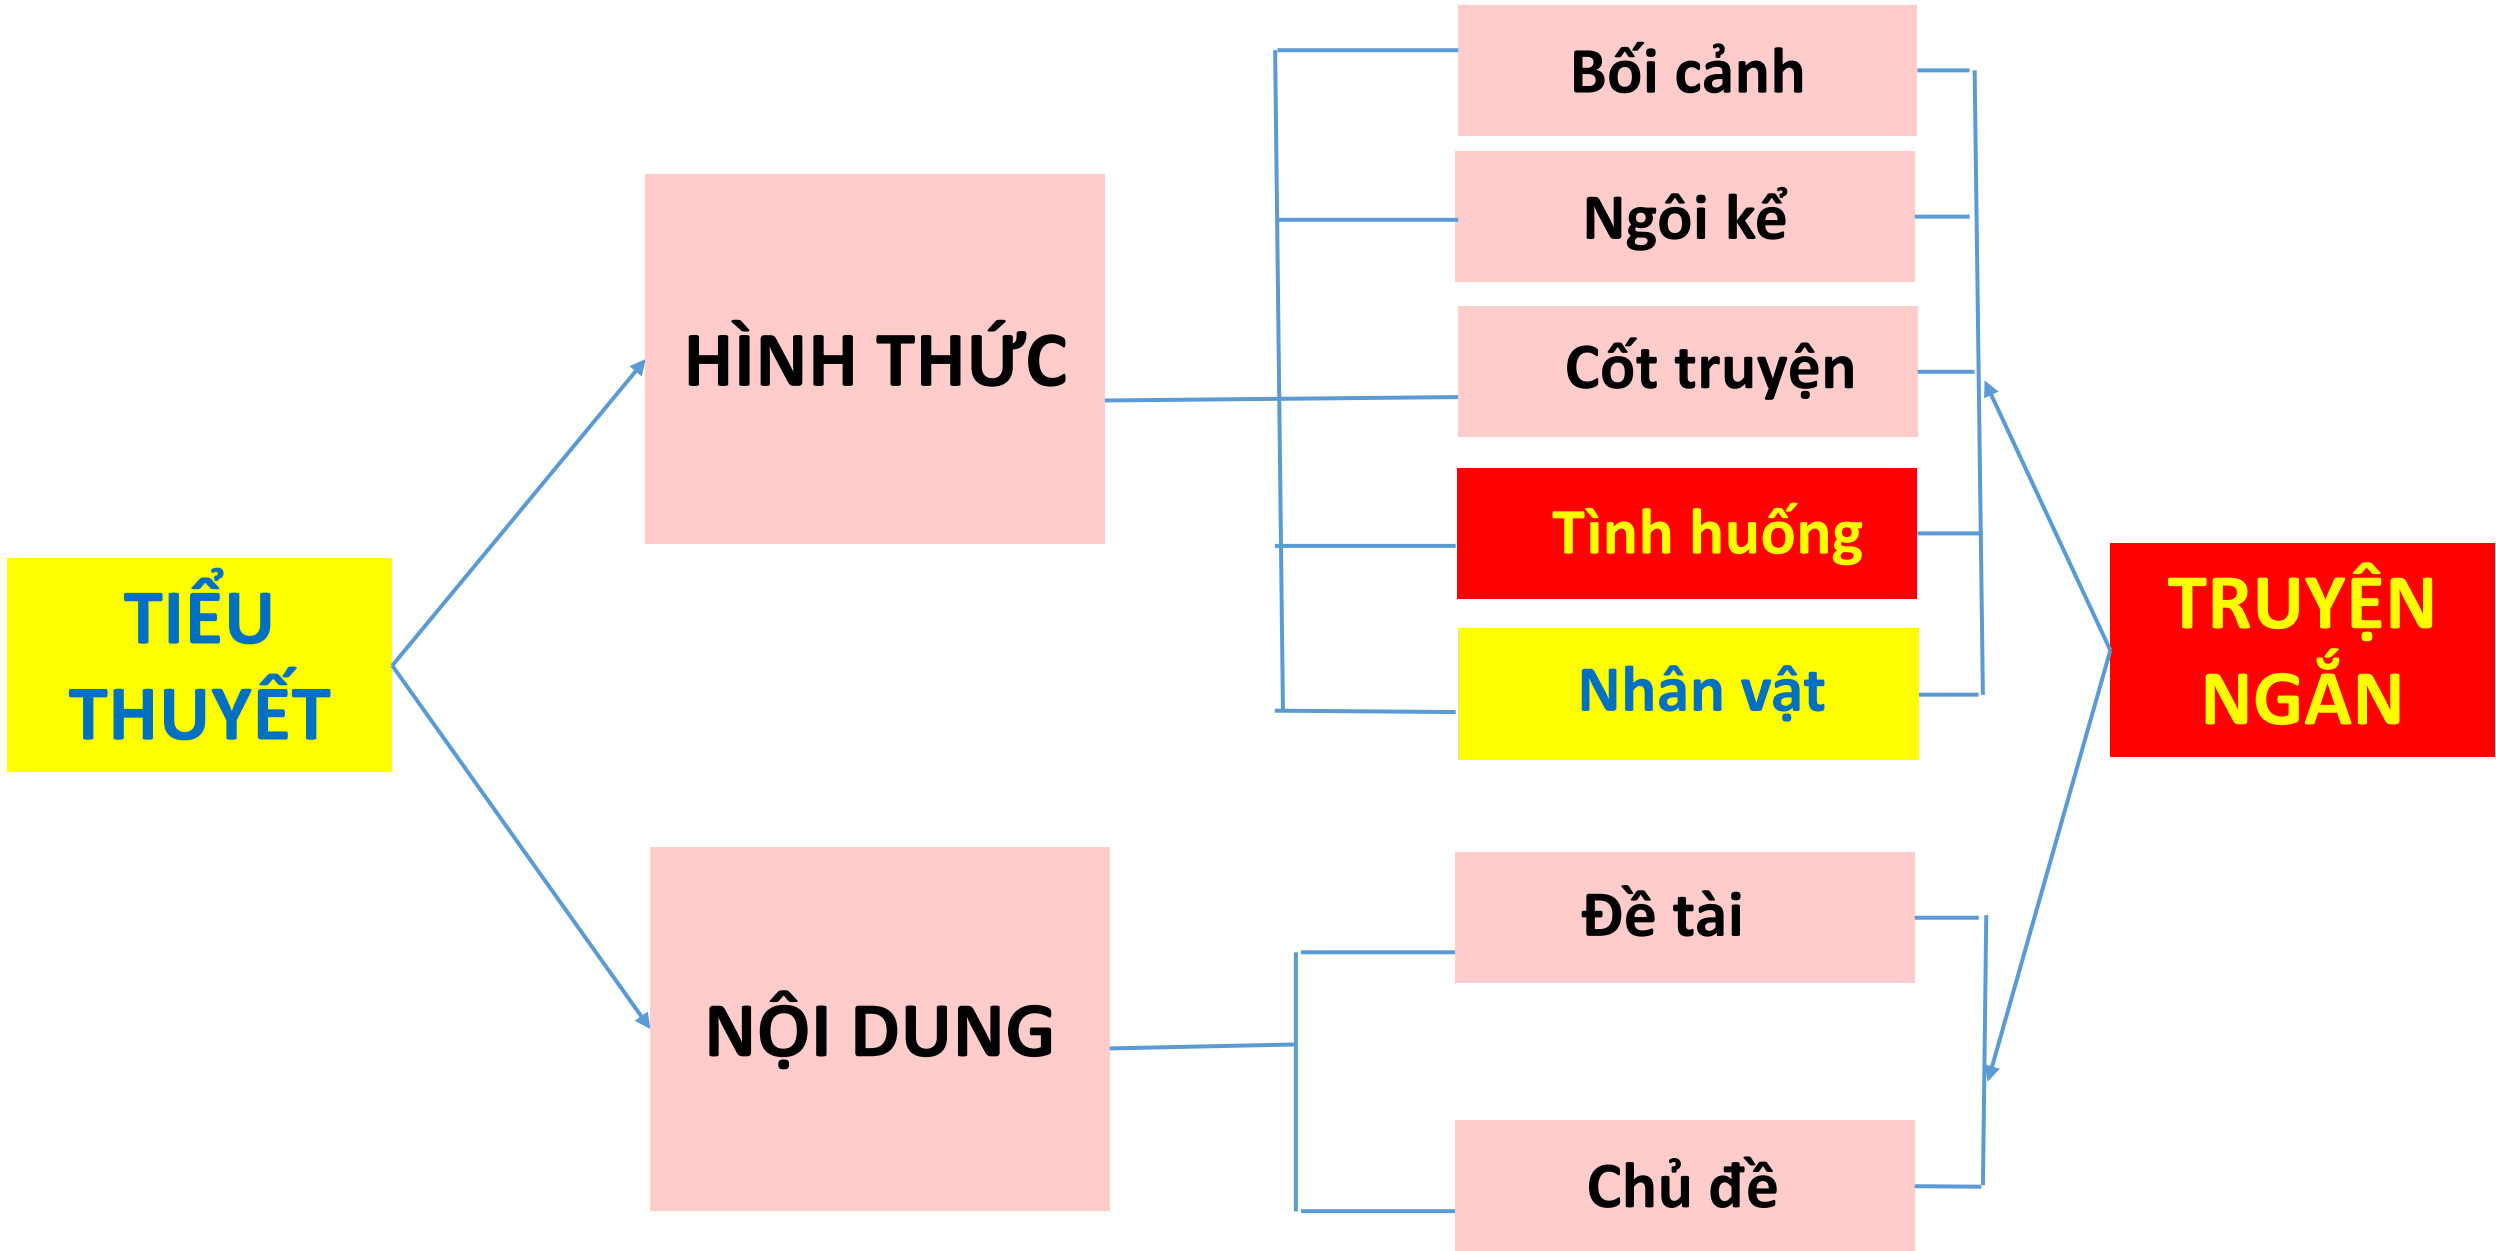 TIỂU
THUYẾT
HÌNH THỨC
NỘI DUNG
Bối cảnh
Ngôi kể
Cốt truyện
Tình huống
Nhân vật
Đề tài
Chủ đề
TRUYỆN
NGẮN